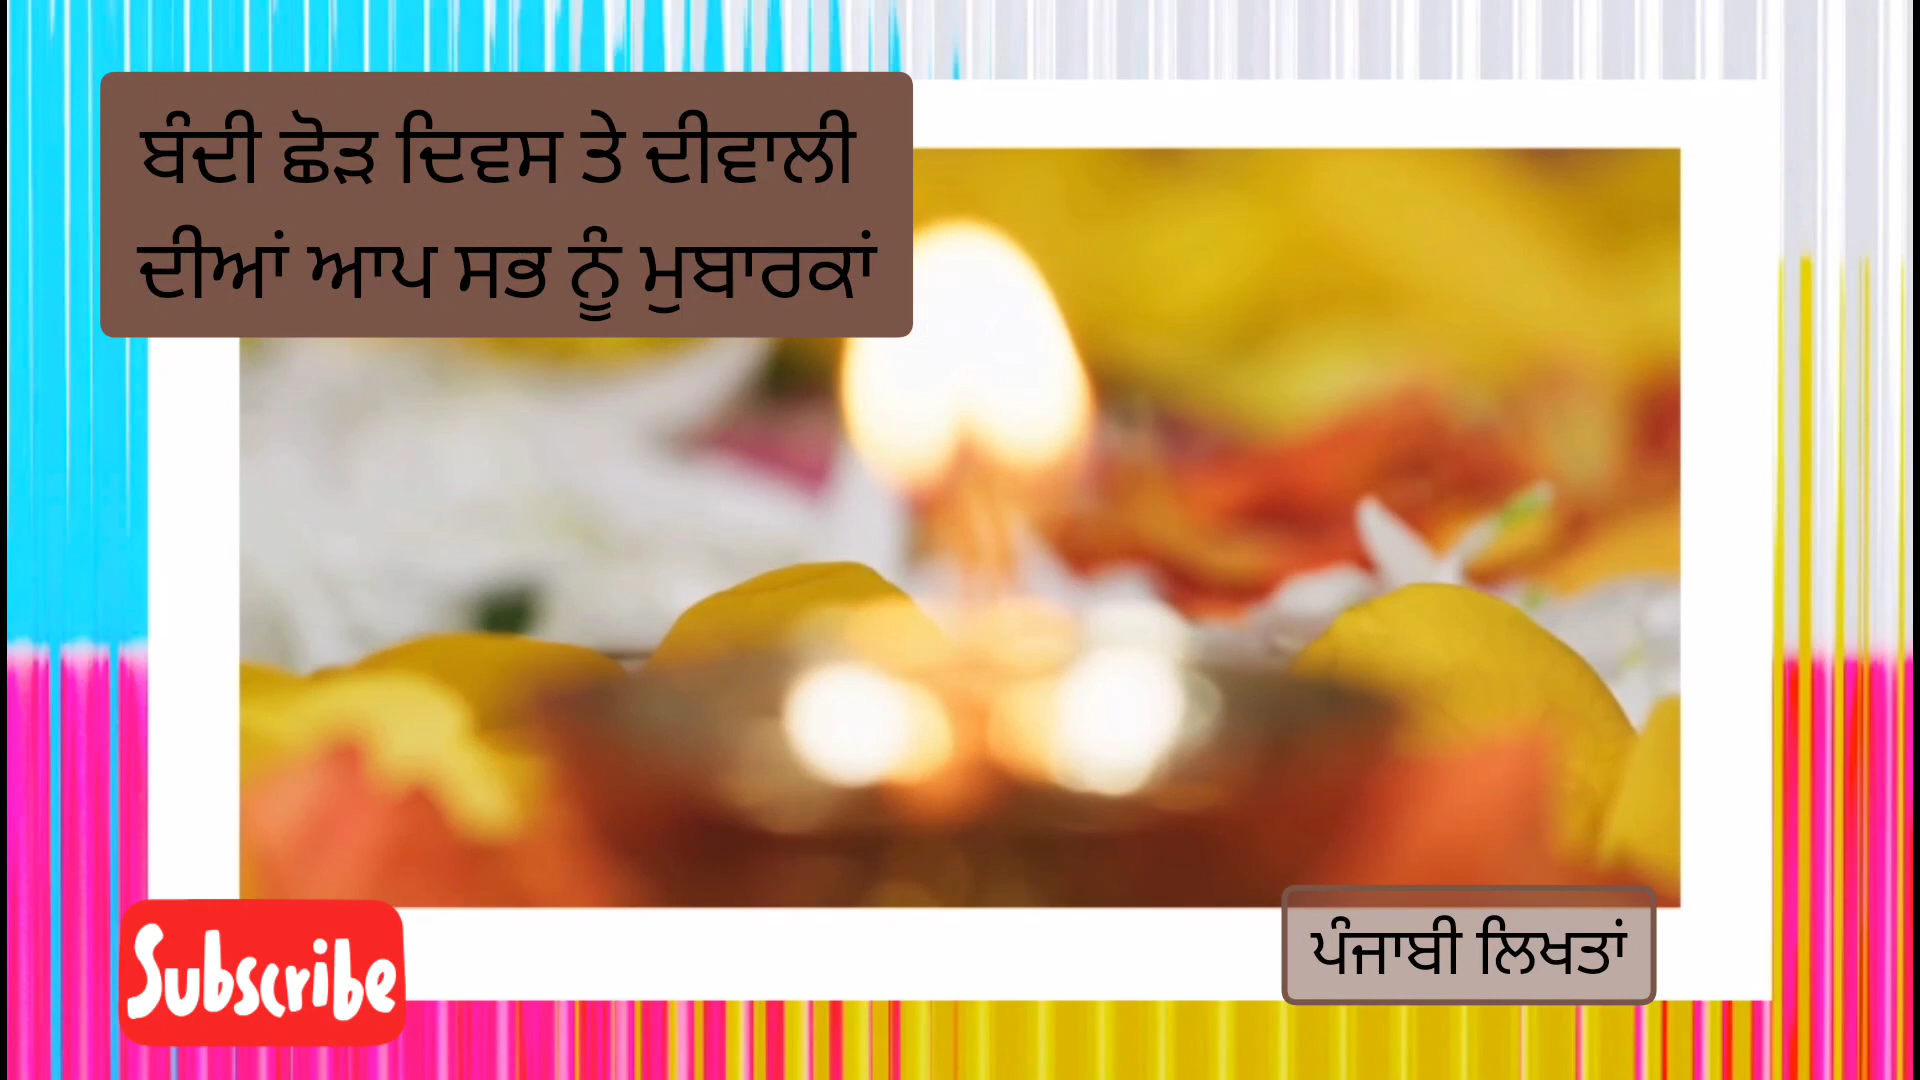 ਬੰਦੀ ਛੋੜ ਦਿਵਸ ਤੇ ਦੀਵਾਲੀ
ਦੀਆਂ ਆਪ ਸਭ ਨੂੰ ਮੁਬਾਰਕਾਂ
Subscribe
ਪੰਜਾਬੀ ਲਿਖਤਾਂ